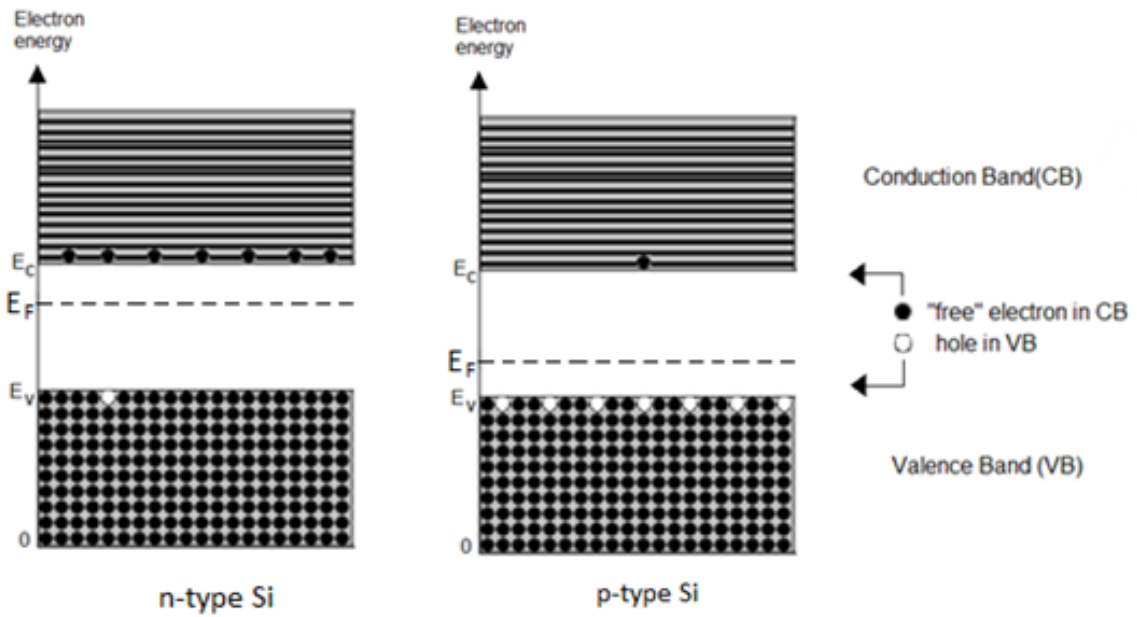 Electron
energy
E_C
E_F
E_V
0
n-type Si
Electron
energy
E_C
E_F
E_V
0
p-type Si
Conduction Band(CB)
"free" electron in CB
hole in VB
Valence Band (VB)